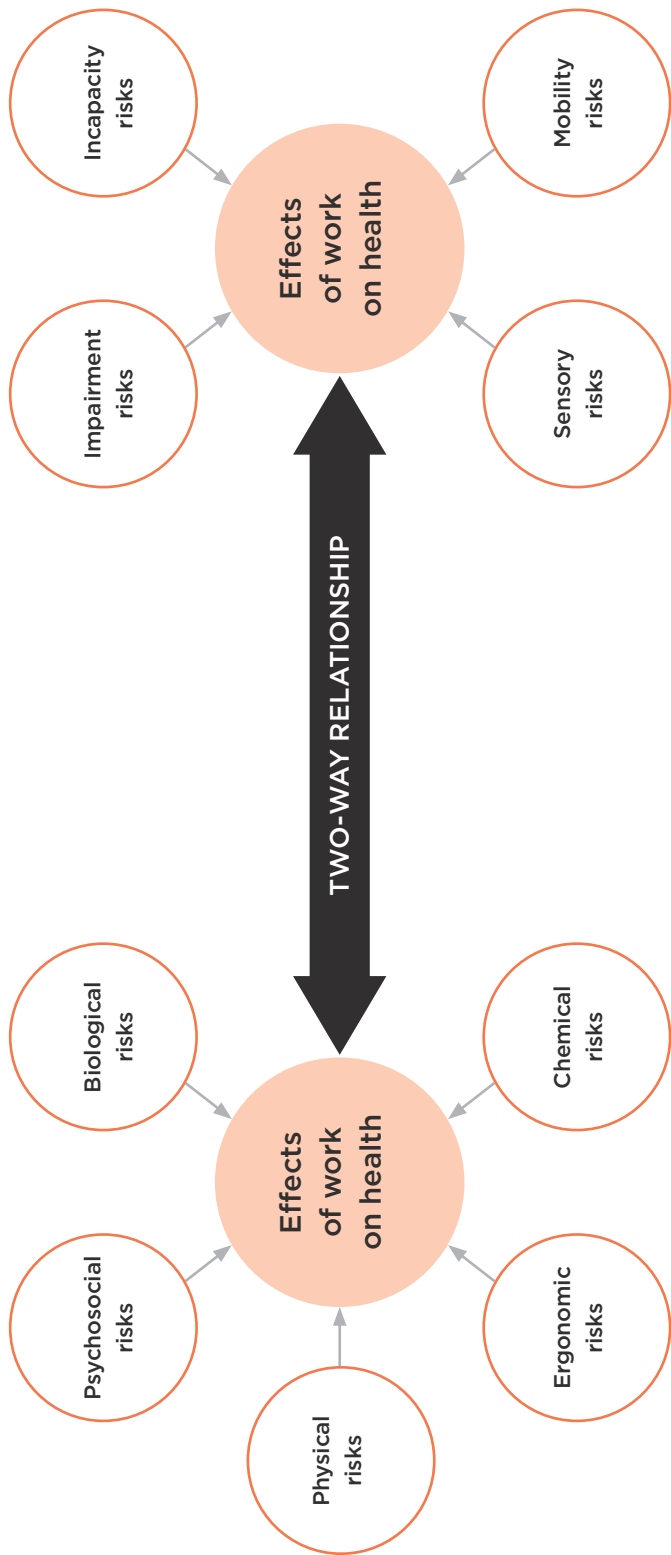 Psychosocial
risks
Biological
risks
Impairment
risks
Incapacity
risks
Physical
risks
Effects
of work
on health
TWO-WAY RELATIONSHIP
Effects
of work
on health
Ergonomic
risks
Chemical
risks
Sensory
risks
Mobility
risks